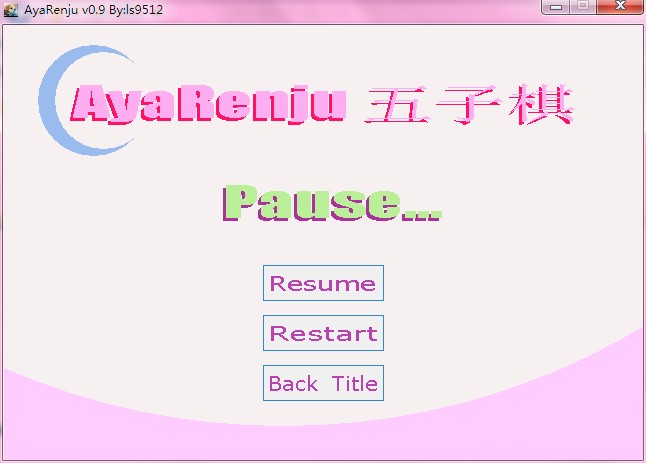 AyaRenju v0.9 By:ls9512
AyaRenju 五子棋
Pause...
Resume
Restart
Back Title